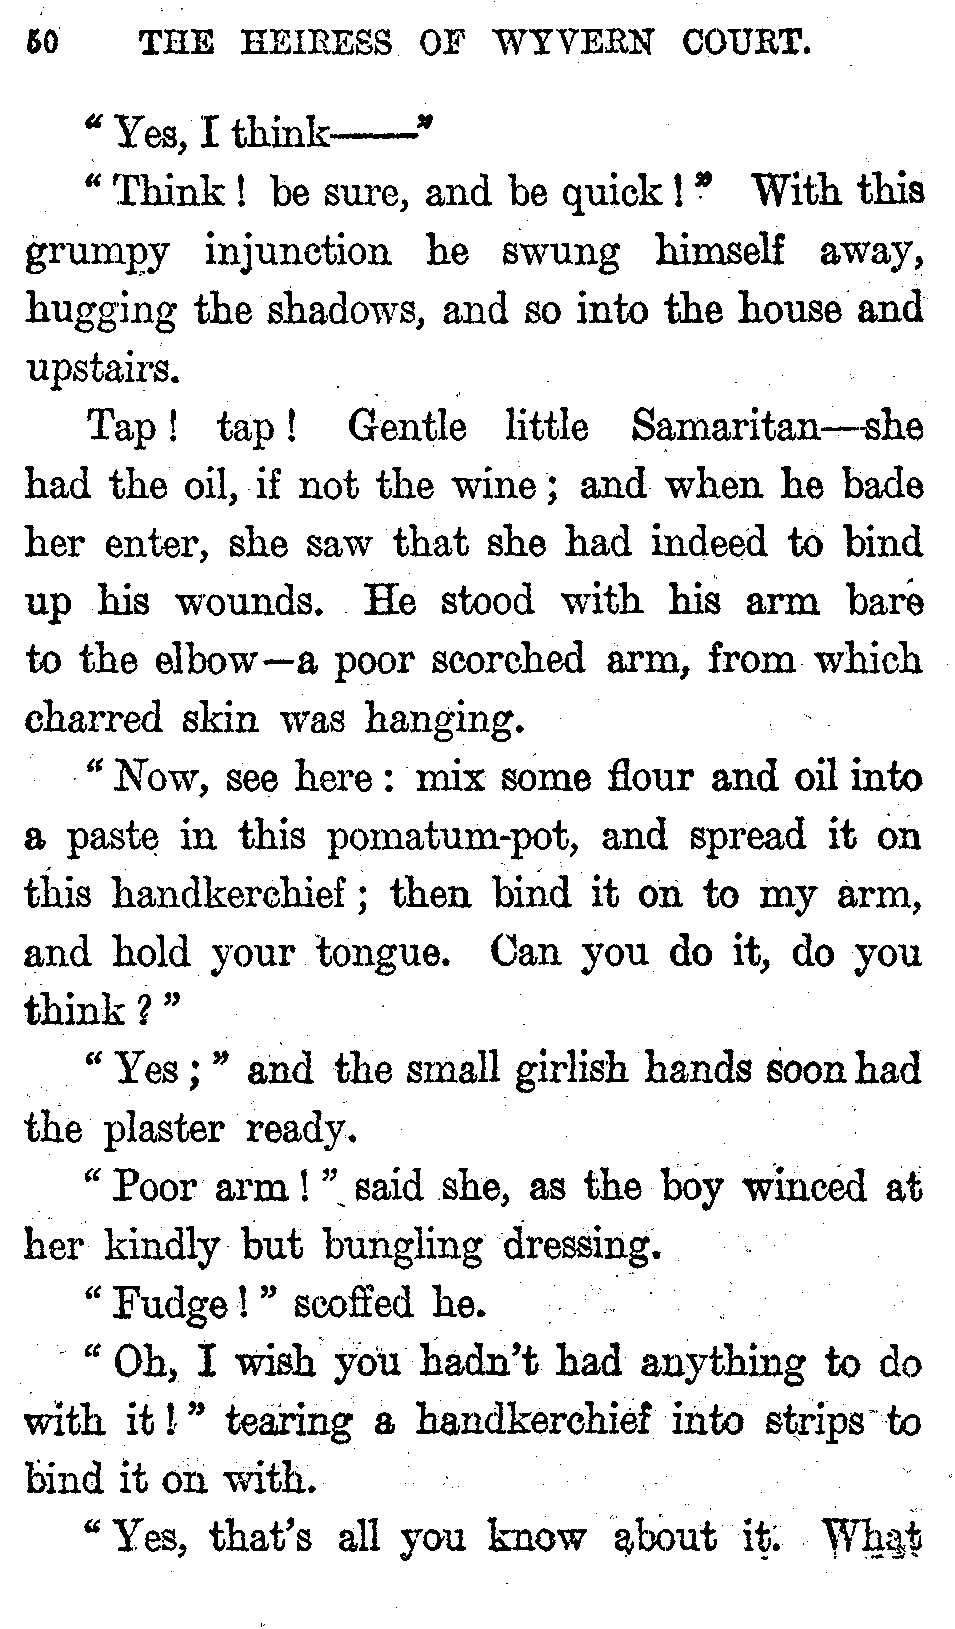 50 THE HEIRESS OF WYVERN COURT.
“ Yes, I think——”
“ Think ! be sure, and be quick ! ” With this
grumpy injunction he swung himself away,
hugging the shadows, and so into the house and
upstairs.
Tap ! tap ! Gentle little Samaritan—she
had the oil, if not the wine ; and when he bade
her enter, she saw that she had indeed to bind
up his wounds. He stood with his arm bare
to the elbow—a poor scorched arm, from which
charred skin was hanging.
“ Now, see here : mix some flour and oil into
a paste in this pomatum-pot, and spread it on
this handkerchief ; then bind it on to my arm,
and hold your tongue. Can you do it, do you
think ? ”
“ Yes ; ” and the small girlish hands soon had
the plaster ready.
“ Poor arm ! ” said she, as the boy winced at
her kindly but bungling dressing.
“ Fudge ! ” scoffed he.
“ Oh, I wish you hadn’t had anything to do
with it ! ” tearing a handkerchief into strips to
bind it on with.
“ Yes, that’s all you know about it. What